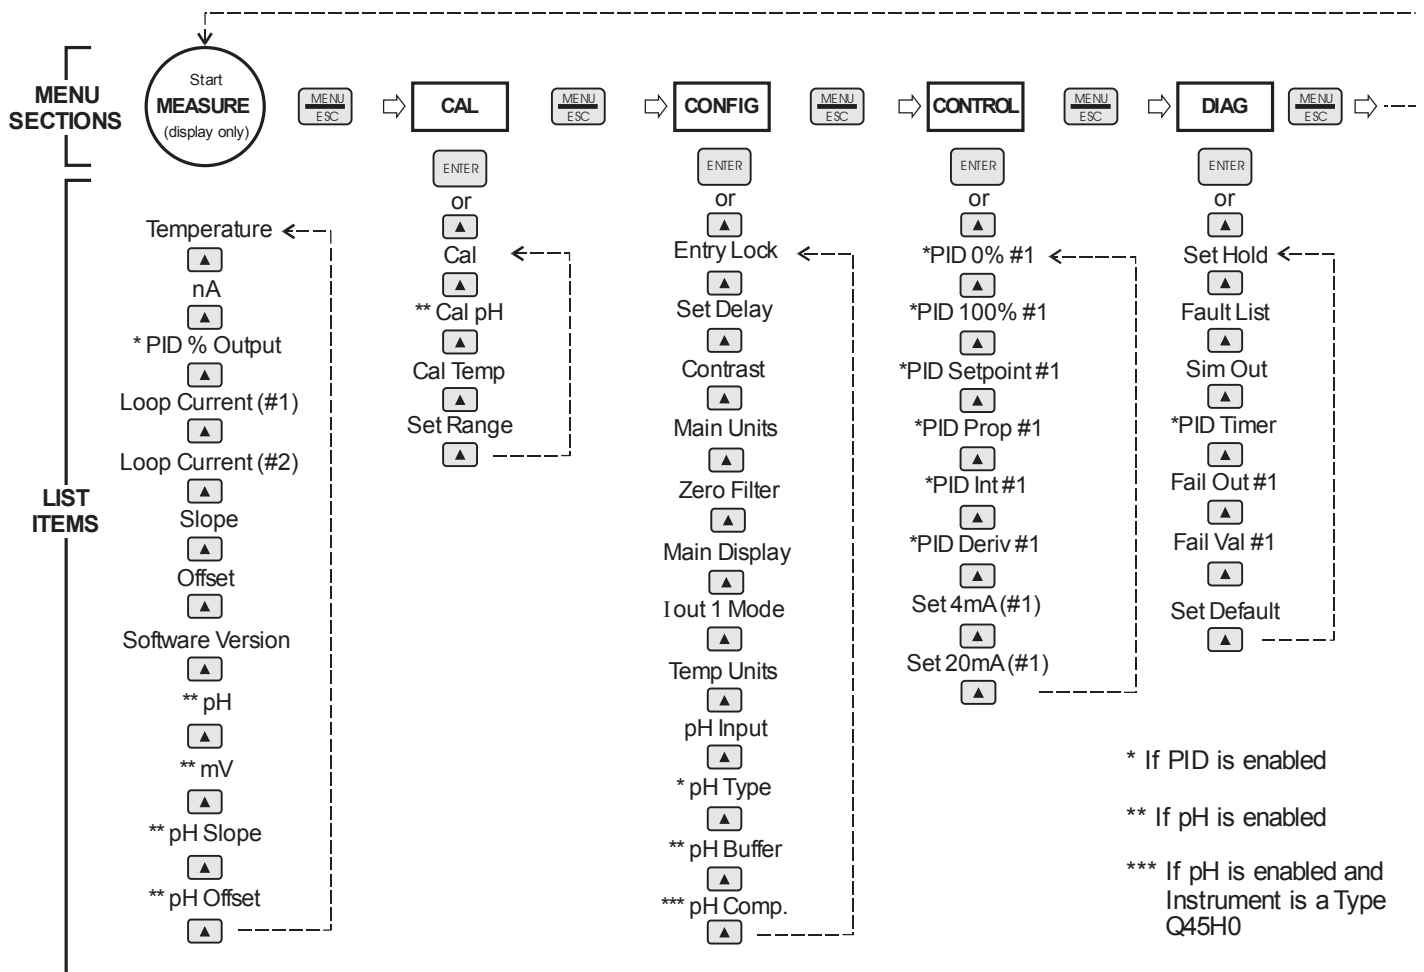 MENU
SECTIONS
Start
MEASURE
(display only)
MENU
ESC
CAL
MENU
ESC
CONFIG
MENU
ESC
CONTROL
MENU
ESC
DIAG
MENU
ESC
LIST
ITEMS
Temperature
nA
* PID % Output
Loop Current (#1)
Loop Current (#2)
Slope
Offset
Software Version
** pH
** mV
** pH Slope
** pH Offset
ENTER
or
Cal
** Cal pH
Cal Temp
Set Range
ENTER
or
Entry Lock
Set Delay
Contrast
Main Units
Zero Filter
Main Display
Iout 1 Mode
Temp Units
pH Input
* pH Type
** pH Buffer
*** pH Comp.
ENTER
or
*PID 0% #1
*PID 100% #1
*PID Setpoint #1
*PID Prop #1
*PID Int #1
*PID Deriv #1
Set 4mA (#1)
Set 20mA (#1)
ENTER
or
Set Hold
Fault List
Sim Out
*PID Timer
Fail Out #1
Fail Val #1
Set Default
* If PID is enabled
** If pH is enabled
*** If pH is enabled and
Instrument is a Type
Q45H0